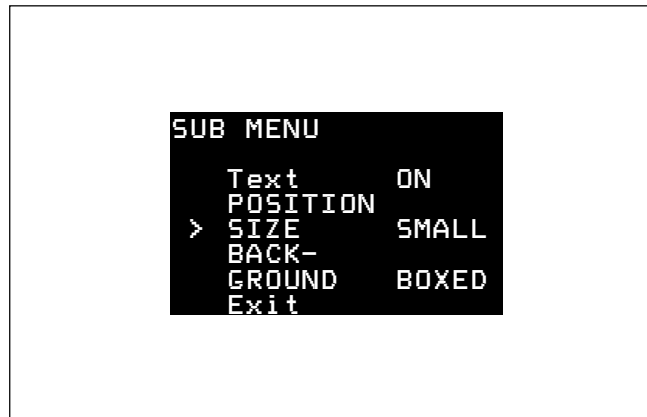 SUB MENU
Text ON
POSITION
> SIZE SMALL
BACK-
GROUND BOXED
Exit